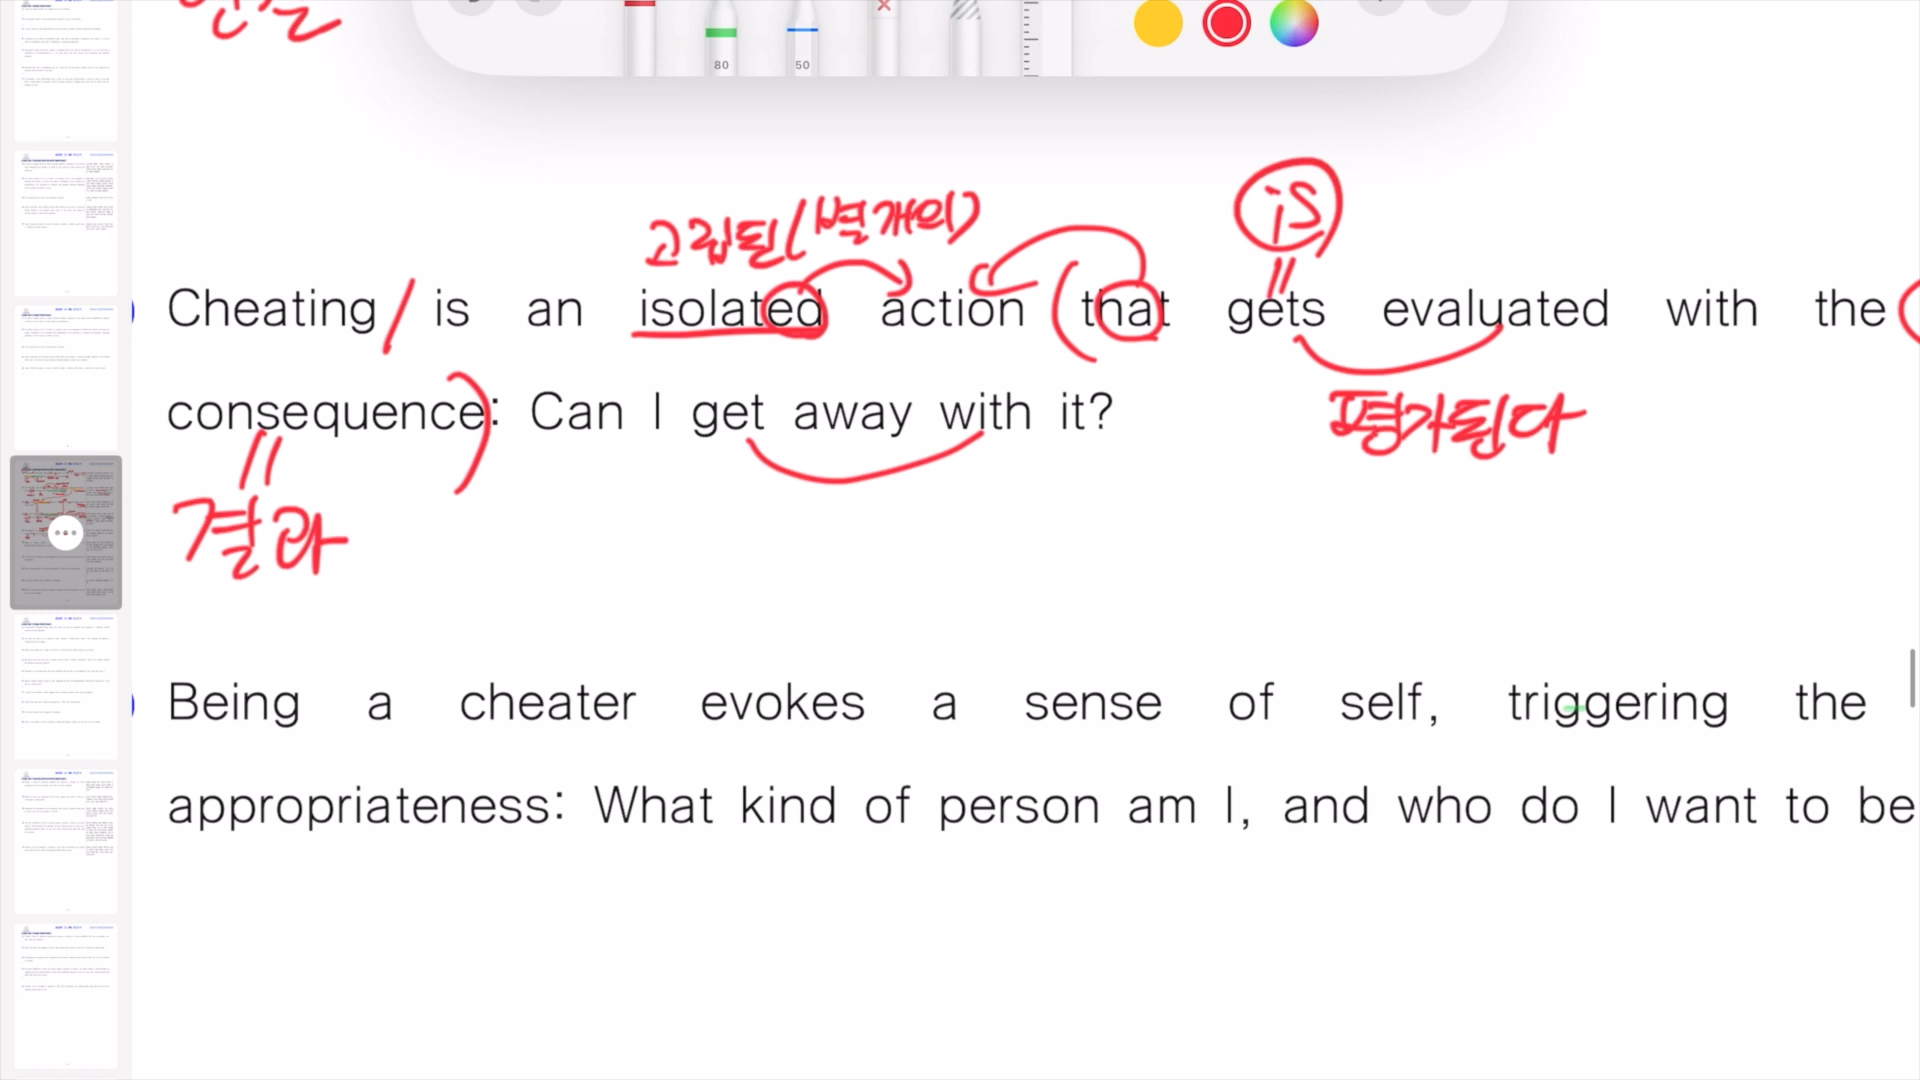 80
50
is
고립된(별개의)
Cheating is an isolated action that gets evaluated with the
consequence: Can I get away with it?
평가된다
결과
Being a cheater evokes a sense of self, triggering the
appropriateness: What kind of person am I, and who do I want to be